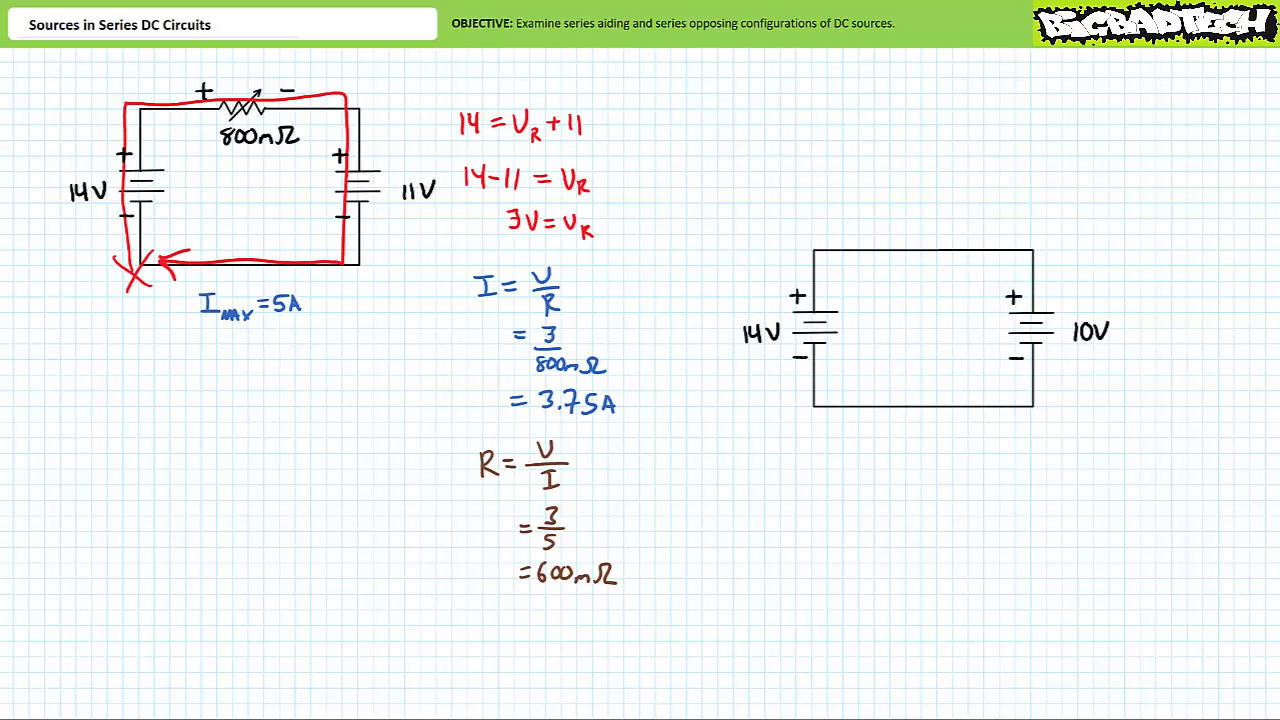 Sources in Series DC Circuits
OBJECTIVE: Examine series aiding and series opposing configurations of DC sources.
BIGBADTECH
+ -
800mΩ
+ +
14V 11V
- -
I MAX = 5A
14 = VR + 11
14-11 = VR
3V = VR
I = V
R
= 3
800mΩ
= 3.75A
R = V
I
= 3
5
= 600mΩ
+ +
14V 10V
- -